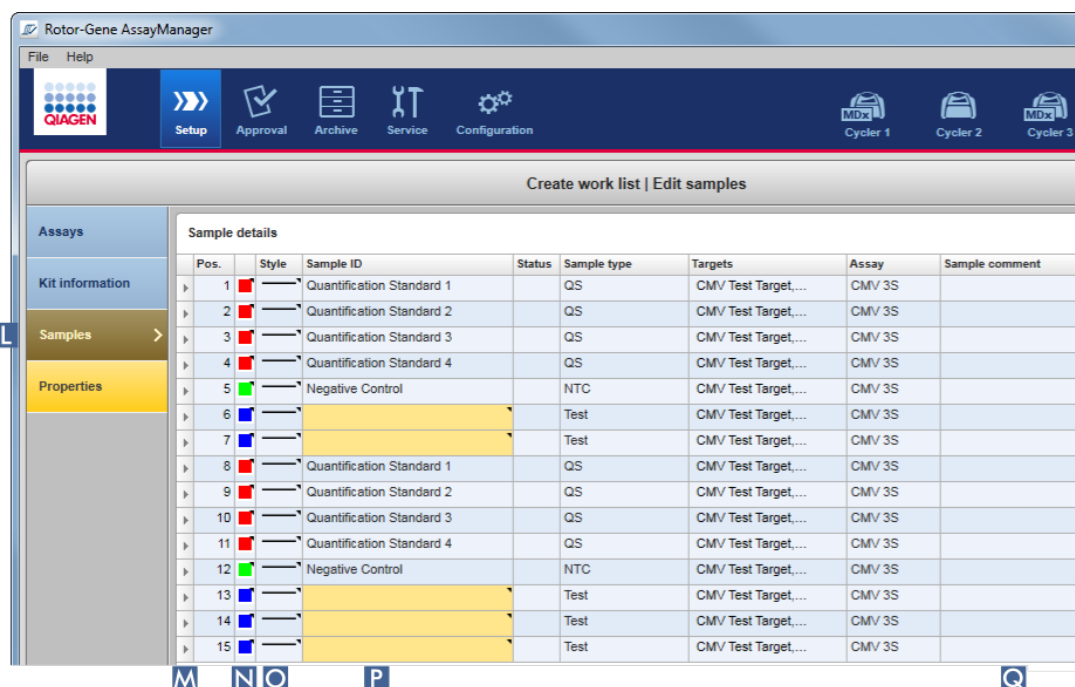 Rotor-Gene AssayManager
File Help
QIAGEN
Setup Approval Archive Service Configuration MDx Cycler 1 Cycler 2 MDx Cycler 3
Create work list | Edit samples
Assays
Kit information
L Samples
Properties
Sample details
Pos. Style Sample ID Status Sample type Targets Assay Sample comment
1 Quantification Standard 1 QS CMV Test Target,... CMV 3S
2 Quantification Standard 2 QS CMV Test Target,... CMV 3S
3 Quantification Standard 3 QS CMV Test Target,... CMV 3S
4 Quantification Standard 4 QS CMV Test Target,... CMV 3S
5 Negative Control NTC CMV Test Target,... CMV 3S
6 Test CMV Test Target,... CMV 3S
7 Test CMV Test Target,... CMV 3S
8 Quantification Standard 1 QS CMV Test Target,... CMV 3S
9 Quantification Standard 2 QS CMV Test Target,... CMV 3S
10 Quantification Standard 3 QS CMV Test Target,... CMV 3S
11 Quantification Standard 4 QS CMV Test Target,... CMV 3S
12 Negative Control NTC CMV Test Target,... CMV 3S
13 Test CMV Test Target,... CMV 3S
14 Test CMV Test Target,... CMV 3S
15 Test CMV Test Target,... CMV 3S
M N O P Q